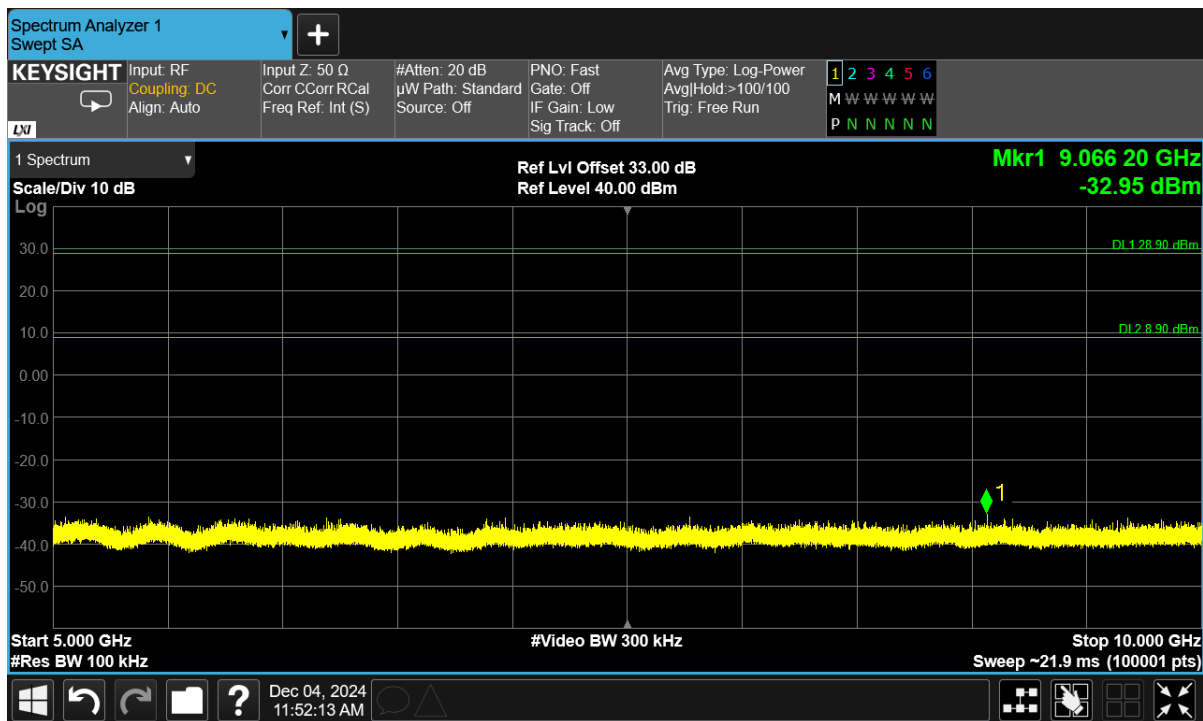 Spectrum Analyzer 1
Swept SA
+
KEYSIGHT
LXI
Input: RF
Coupling: DC
Align: Auto
Input Z: 50 Ω
Corr CCorr RCal
Freq Ref: Int (S)
#Atten: 20 dB
µW Path: Standard
Source: Off
PNO: Fast
Gate: Off
IF Gain: Low
Sig Track: Off
Avg Type: Log-Power
Avg|Hold:>100/100
Trig: Free Run
1 2 3 4 5 6
M W W W W W
P N N N N N
1 Spectrum
Scale/Div 10 dB
Log
Ref Lvl Offset 33.00 dB
Ref Level 40.00 dBm
Mkr1 9.066 20 GHz
-32.95 dBm
DL1 28.90 dBm
30.0
20.0
DL2 8.90 dBm
10.0
0.00
-10.0
-20.0
1
-30.0
-40.0
-50.0
Start 5.000 GHz
#Video BW 300 kHz
Stop 10.000 GHz
#Res BW 100 kHz
Sweep ~21.9 ms (100001 pts)
?
Dec 04, 2024
11:52:13 AM